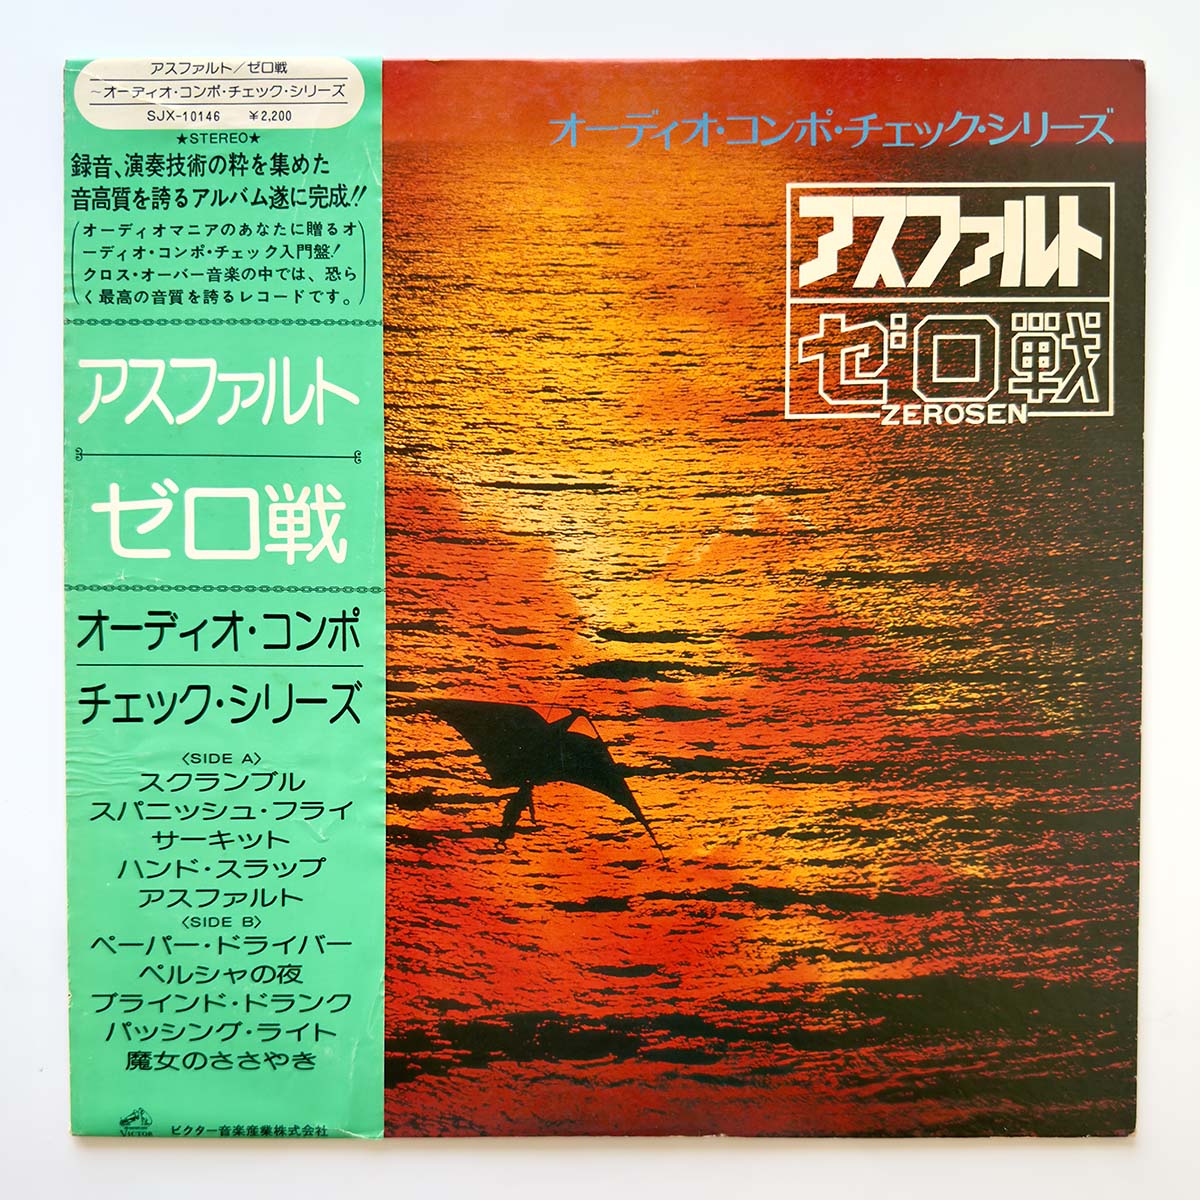 アスファルト/ゼロ戦
~オーディオ・コンポ・チェック・シリーズ
SJX-10146 ¥2,200
★STEREO★
録音、演奏技術の粋を集めた
音高質を誇るアルバム遂に完成!!
(オーディオマニアのあなたに贈るオ
ーディオ・コンポ・チェック入門盤!
クロス・オーバー音楽の中では、恐ら
く最高の音質を誇るレコードです。)
アスファルト
ゼロ戦
オーディオ・コンポ
チェック・シリーズ
〈SIDE A〉
スクランブル
スパニッシュ・フライ
サーキット
ハンド・スラップ
アスファルト
〈SIDE B〉
ペーパー・ドライバー
ペルシャの夜
ブラインド・ドランク
パッシング・ライト
魔女のささやき
VICTOR ビクター音楽産業株式会社
オーディオ・コンポ・チェック・シリーズ
アスファルト
ゼロ戦
ZEROSEN